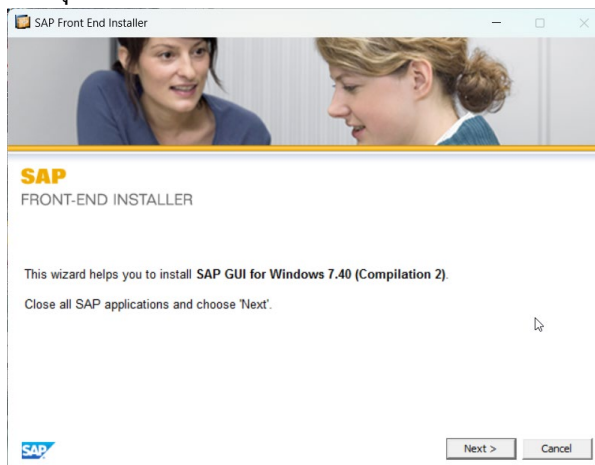 SAP Front End Installer
SAP
FRONT-END INSTALLER
This wizard helps you to install SAP GUI for Windows 7.40 (Compilation 2).
Close all SAP applications and choose 'Next'.
SAP
Next >
Cancel